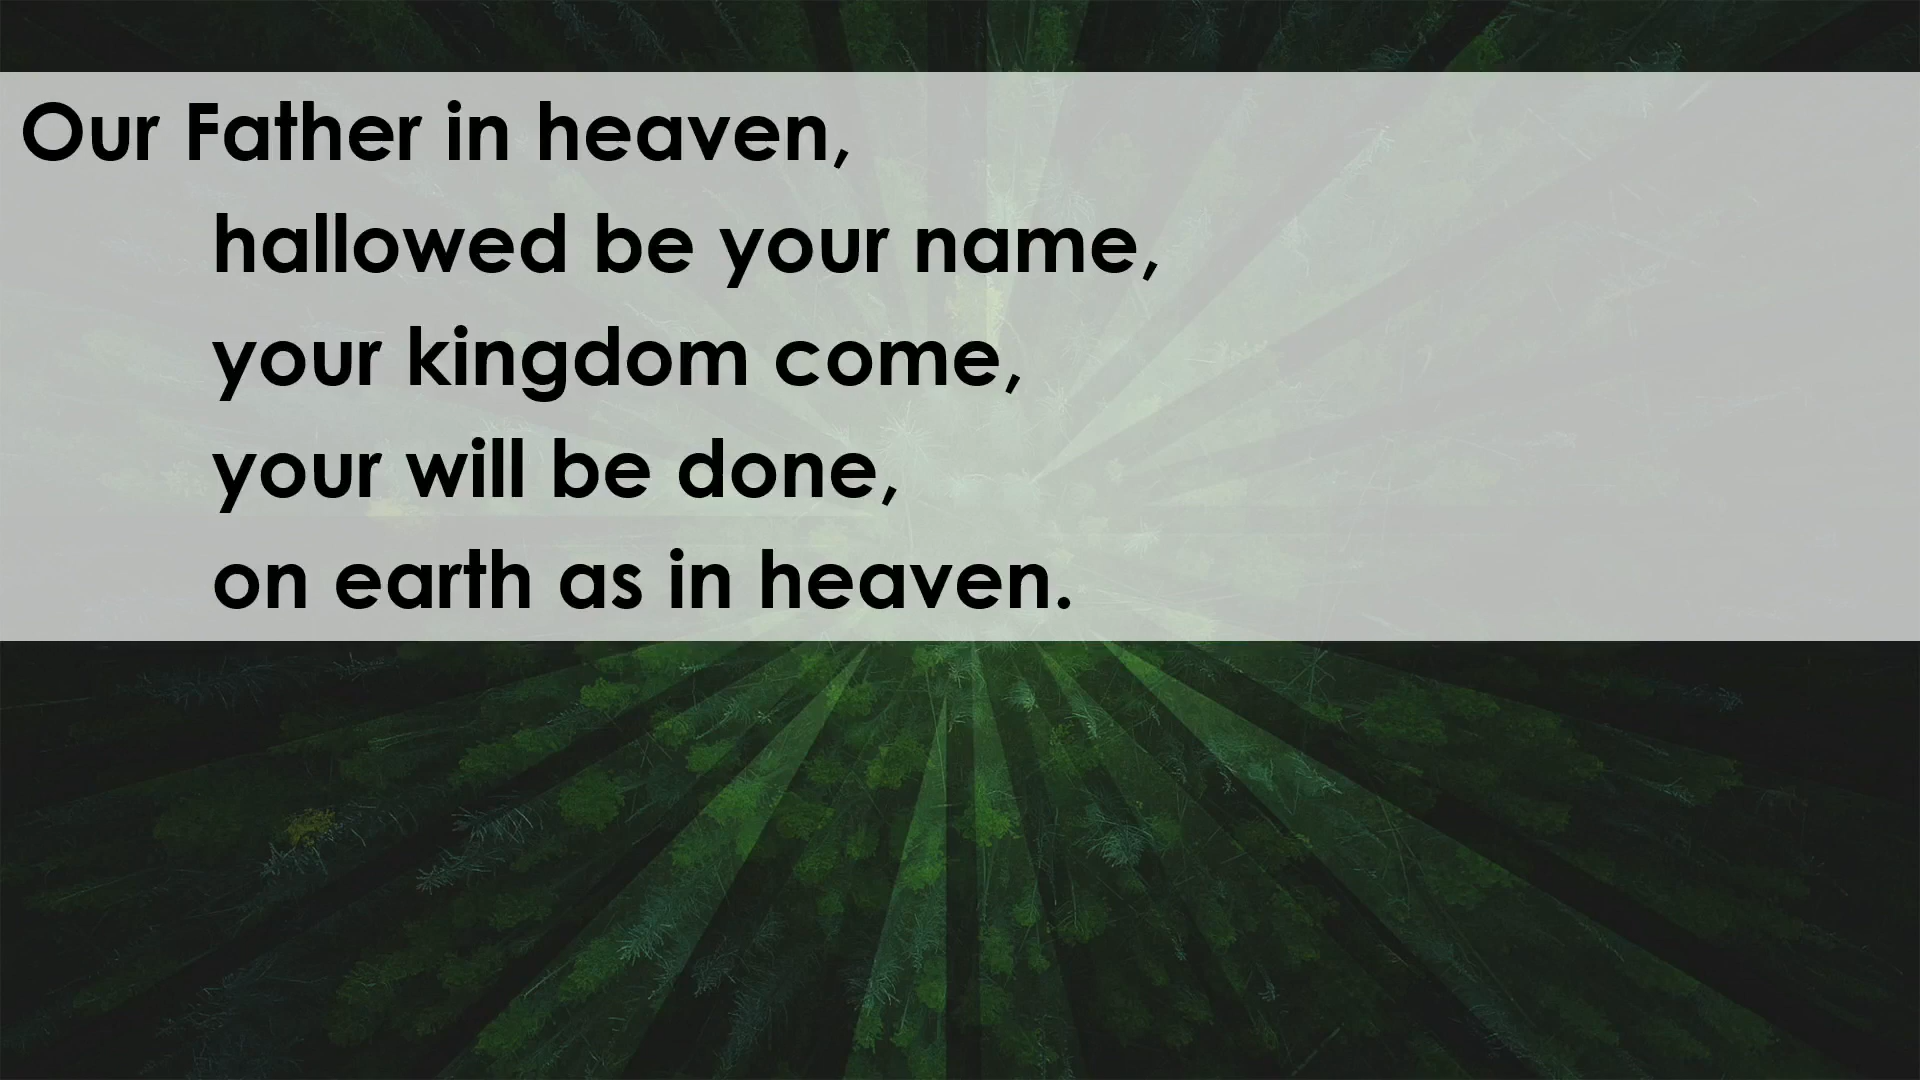 Our Father in heaven,
hallowed be your name,
your kingdom come,
your will be done,
on earth as in heaven.